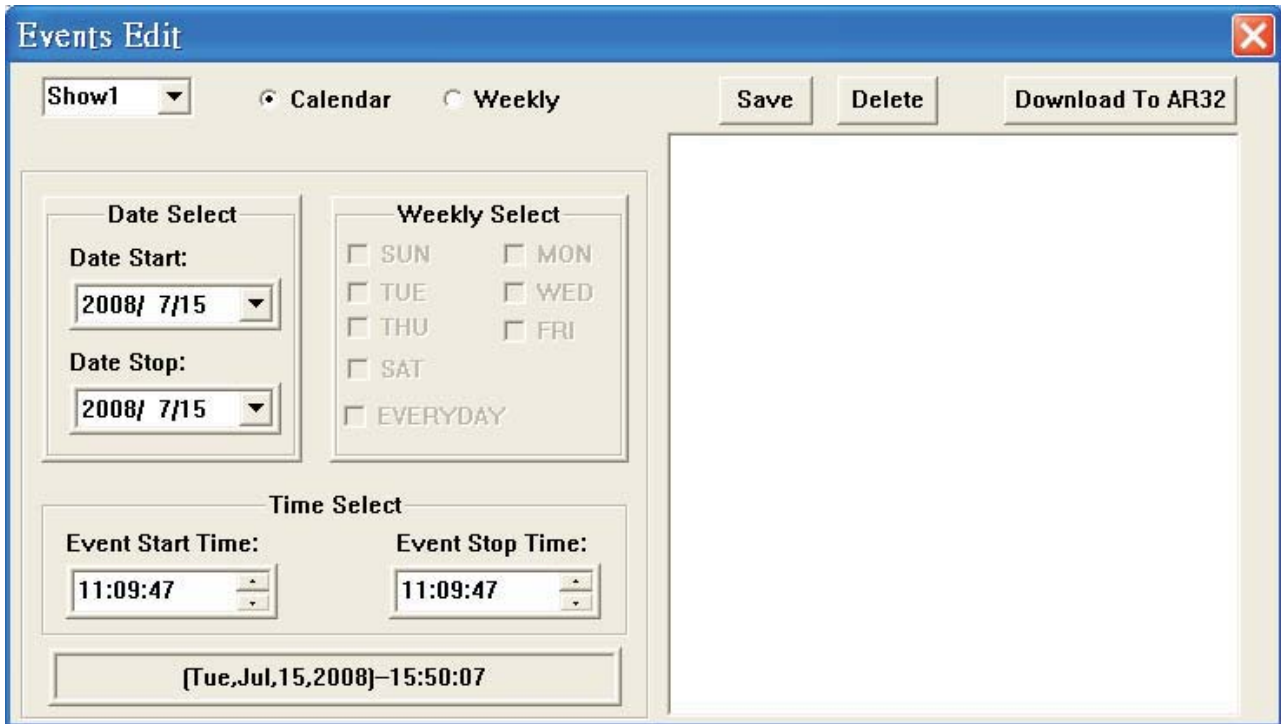 Events Edit
Show1 Calendar Weekly Save Delete Download To AR32
Date Select
Date Start:
2008/ 7/15
Date Stop:
2008/ 7/15
Weekly Select
SUN MON
TUE WED
THU FRI
SAT
EVERYDAY
Time Select
Event Start Time: Event Stop Time:
11:09:47 11:09:47
(Tue,Jul,15,2008)–15:50:07